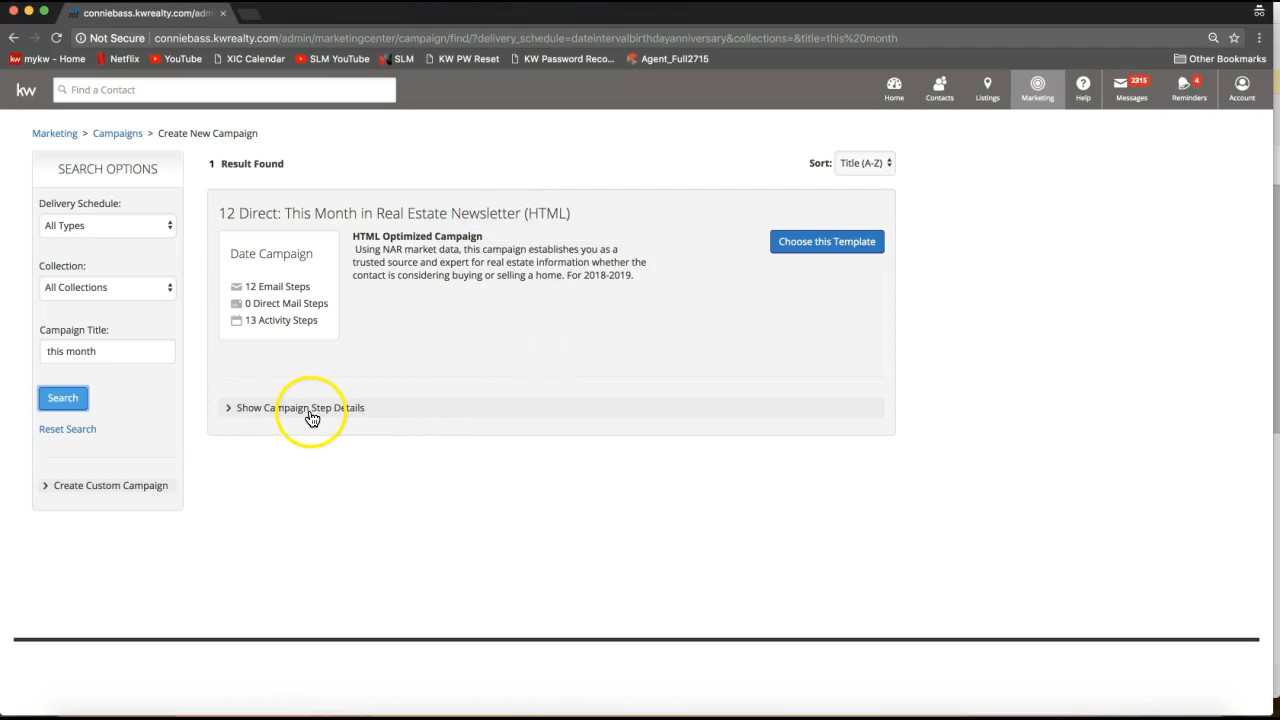 conniebass.kwrealty.com/adm
Not Secure conniebass.kwrealty.com/admin/marketingcenter/campaign/find/?delivery_schedule=dateintervalbirthdayanniversary&collections=&title=this%20month
mykw - Home Netflix YouTube XIC Calendar SLM YouTube SLM KW PW Reset KW Password Reco... Agent_Full2715 Other Bookmarks
kw Find a Contact Home Contacts Listings Marketing Help 2315 Messages 4 Reminders Account
Marketing > Campaigns > Create New Campaign
SEARCH OPTIONS
Delivery Schedule:
All Types
Collection:
All Collections
Campaign Title:
this month
Search
Reset Search
Create Custom Campaign
1 Result Found
Sort: Title (A-Z)
12 Direct: This Month in Real Estate Newsletter (HTML)
Date Campaign
12 Email Steps
0 Direct Mail Steps
13 Activity Steps
HTML Optimized Campaign
Using NAR market data, this campaign establishes you as a
trusted source and expert for real estate information whether the
contact is considering buying or selling a home. For 2018-2019.
Choose this Template
Show Campaign Step Details